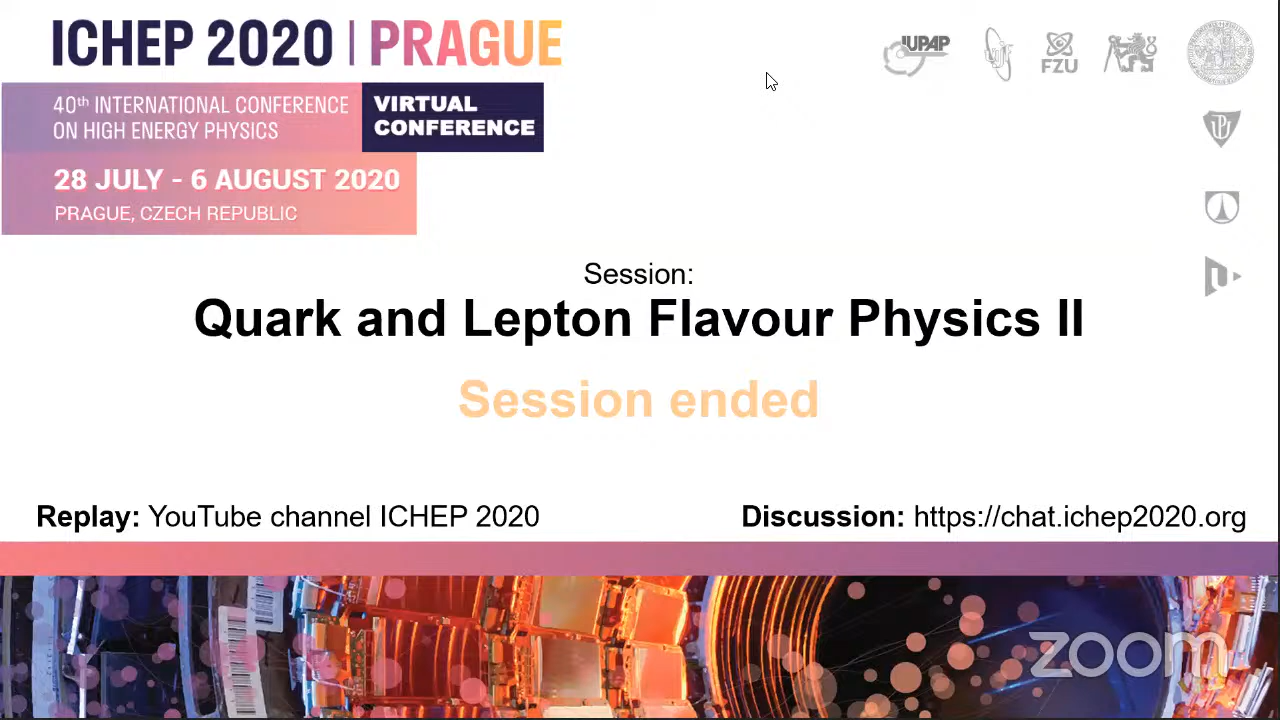 ICHEP 2020 | PRAGUE
40th INTERNATIONAL CONFERENCE
ON HIGH ENERGY PHYSICS
VIRTUAL
CONFERENCE
28 JULY - 6 AUGUST 2020
PRAGUE, CZECH REPUBLIC
IUPAP
FZU
Session:
Quark and Lepton Flavour Physics II
Session ended
Replay: YouTube channel ICHEP 2020
Discussion: https://chat.ichep2020.org
zoom